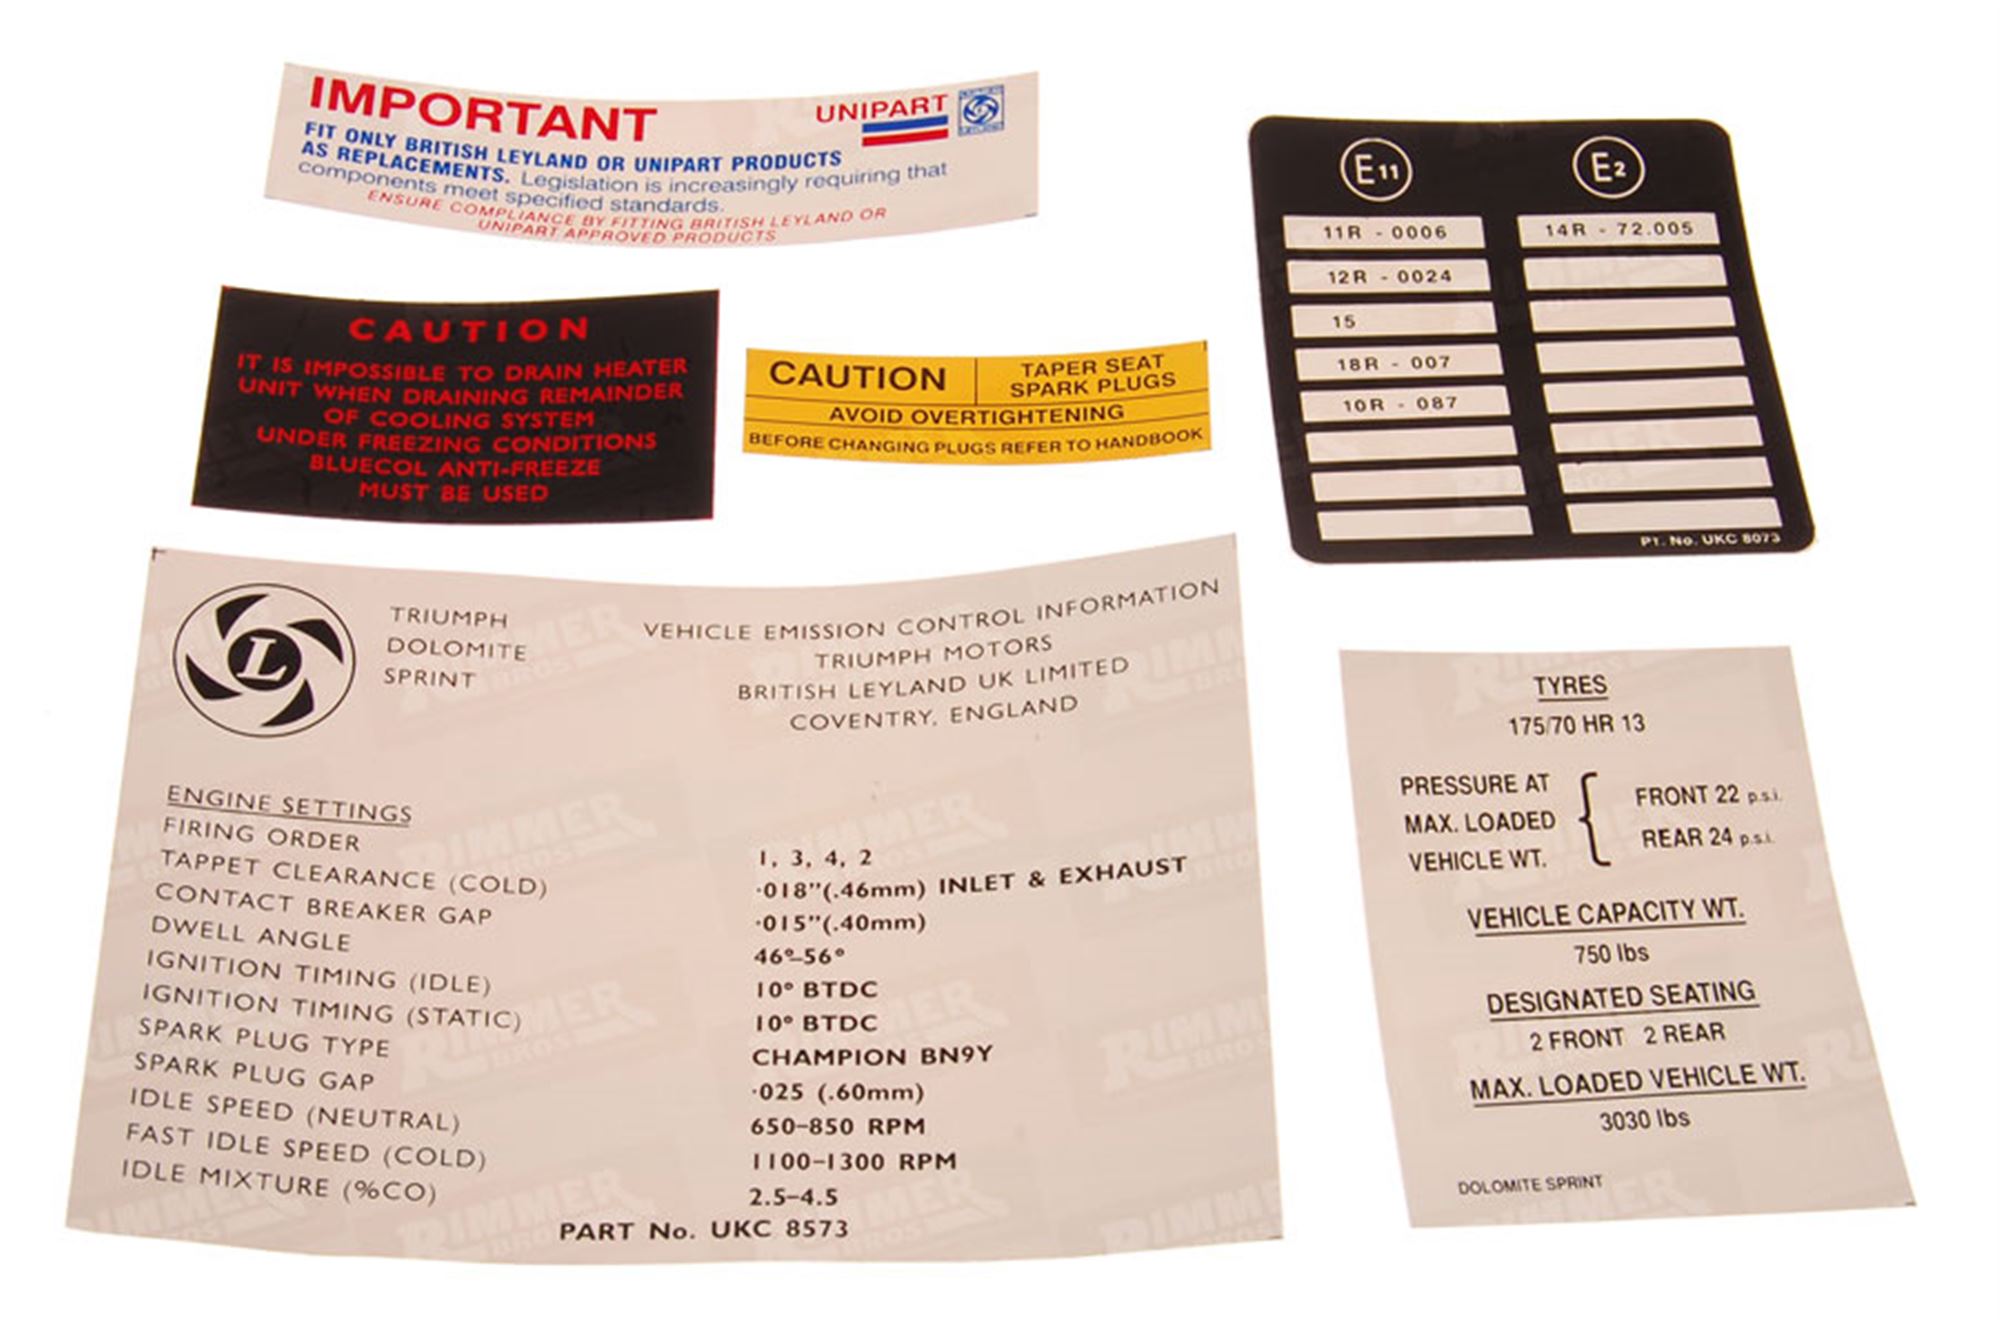 IMPORTANT
UNIPART
FIT ONLY BRITISH LEYLAND OR UNIPART PRODUCTS
AS REPLACEMENTS. Legislation is increasingly requiring that
components meet specified standards.
ENSURE COMPLIANCE BY FITTING BRITISH LEYLAND OR
UNIPART APPROVED PRODUCTS
CAUTION
IT IS IMPOSSIBLE TO DRAIN HEATER
UNIT WHEN DRAINING REMAINDER
OF COOLING SYSTEM
UNDER FREEZING CONDITIONS
BLUECOL ANTI-FREEZE
MUST BE USED
CAUTION
TAPER SEAT
SPARK PLUGS
AVOID OVERTIGHTENING
BEFORE CHANGING PLUGS REFER TO HANDBOOK
E11
E2
11R - 0006
14R - 72.005
12R - 0024
15
18R - 007
10R - 087
PT. No. UKC 8073
L
TRIUMPH
DOLOMITE
SPRINT
VEHICLE EMISSION CONTROL INFORMATION
TRIUMPH MOTORS
BRITISH LEYLAND UK LIMITED
COVENTRY, ENGLAND
ENGINE SETTINGS
FIRING ORDER 1, 3, 4, 2
TAPPET CLEARANCE (COLD) ·018"(.46mm) INLET & EXHAUST
CONTACT BREAKER GAP ·015"(.40mm)
DWELL ANGLE 46°-56°
IGNITION TIMING (IDLE) 10° BTDC
IGNITION TIMING (STATIC) 10° BTDC
SPARK PLUG TYPE CHAMPION BN9Y
SPARK PLUG GAP ·025 (.60mm)
IDLE SPEED (NEUTRAL) 650-850 RPM
FAST IDLE SPEED (COLD) 1100-1300 RPM
IDLE MIXTURE (%CO) 2.5-4.5
PART No. UKC 8573
TYRES
175/70 HR 13
PRESSURE AT
MAX. LOADED
VEHICLE WT.
FRONT 22 p.s.i.
REAR 24 p.s.i.
VEHICLE CAPACITY WT.
750 lbs
DESIGNATED SEATING
2 FRONT 2 REAR
MAX. LOADED VEHICLE WT.
3030 lbs
DOLOMITE SPRINT
RIMMER
BROS